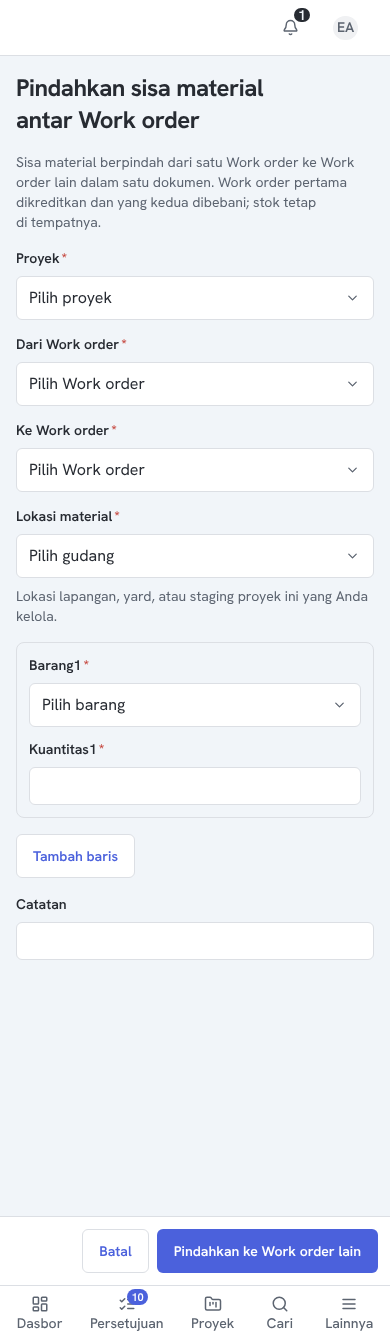 1
EA
Pindahkan sisa material
antar Work order
Sisa material berpindah dari satu Work order ke Work
order lain dalam satu dokumen. Work order pertama
dikreditkan dan yang kedua dibebani; stok tetap
di tempatnya.
Proyek*
Pilih proyek
Dari Work order*
Pilih Work order
Ke Work order*
Pilih Work order
Lokasi material*
Pilih gudang
Lokasi lapangan, yard, atau staging proyek ini yang Anda
kelola.
Barang1*
Pilih barang
Kuantitas1*
Tambah baris
Catatan
Batal
Pindahkan ke Work order lain
10
Dasbor
Persetujuan
Proyek
Cari
Lainnya